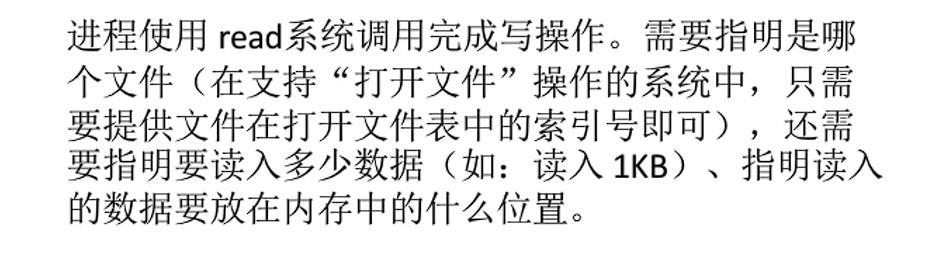 进程使用 read系统调用完成写操作。需要指明是哪
个文件（在支持“打开文件”操作的系统中，只需
要提供文件在打开文件表中的索引号即可），还需
要指明要读入多少数据（如：读入 1KB）、指明读入
的数据要放在内存中的什么位置。